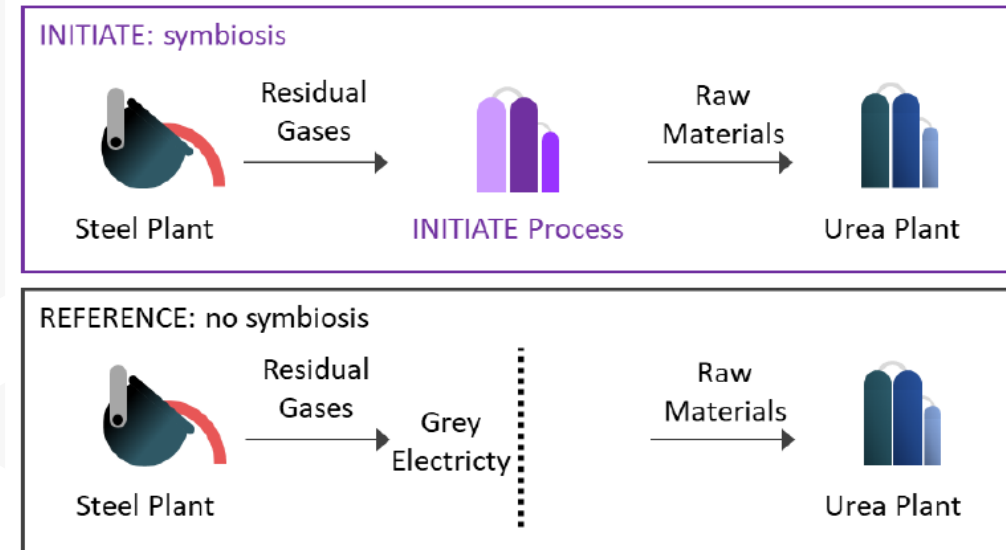 INITIATE: symbiosis
Residual
Gases
Raw
Materials
Steel Plant
INITIATE Process
Urea Plant
REFERENCE: no symbiosis
Residual
Gases
Grey
Electricty
Raw
Materials
Steel Plant
Urea Plant